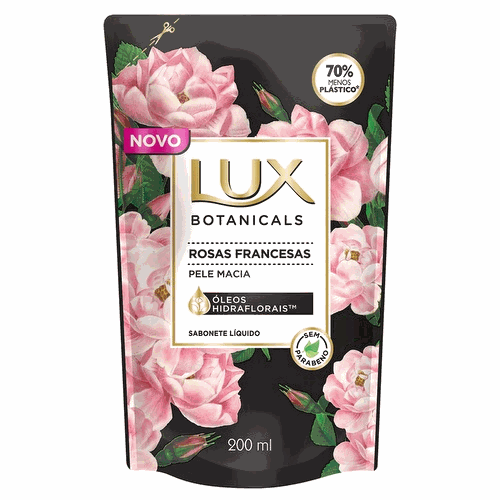 70%
MENOS
PLÁSTICO*
NOVO
LUX
BOTANICALS
ROSAS FRANCESAS
PELE MACIA
ÓLEOS
HIDRAFLORAIS™
SABONETE LÍQUIDO
SEM
PARABENO
200 ml